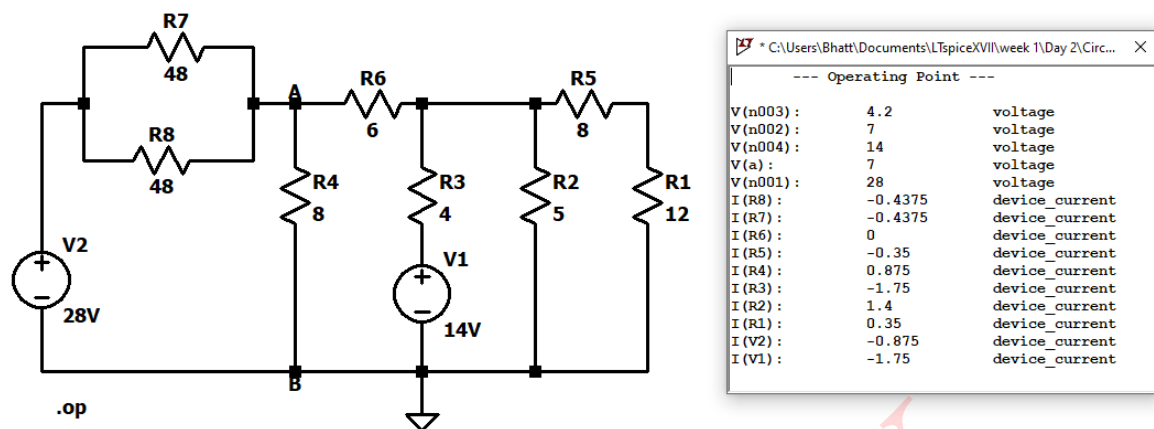 R7
48
R8
48
A
R6
6
R5
8
R4
8
R3
4
R2
5
R1
12
V2
28V
V1
14V
B
.op
* C:\Users\Bhatt\Documents\LTspiceXVII\week 1\Day 2\Circ...
--- Operating Point ---
V(n003): 4.2 voltage
V(n002): 7 voltage
V(n004): 14 voltage
V(a): 7 voltage
V(n001): 28 voltage
I(R8): -0.4375 device_current
I(R7): -0.4375 device_current
I(R6): 0 device_current
I(R5): -0.35 device_current
I(R4): 0.875 device_current
I(R3): -1.75 device_current
I(R2): 1.4 device_current
I(R1): 0.35 device_current
I(V2): -0.875 device_current
I(V1): -1.75 device_current